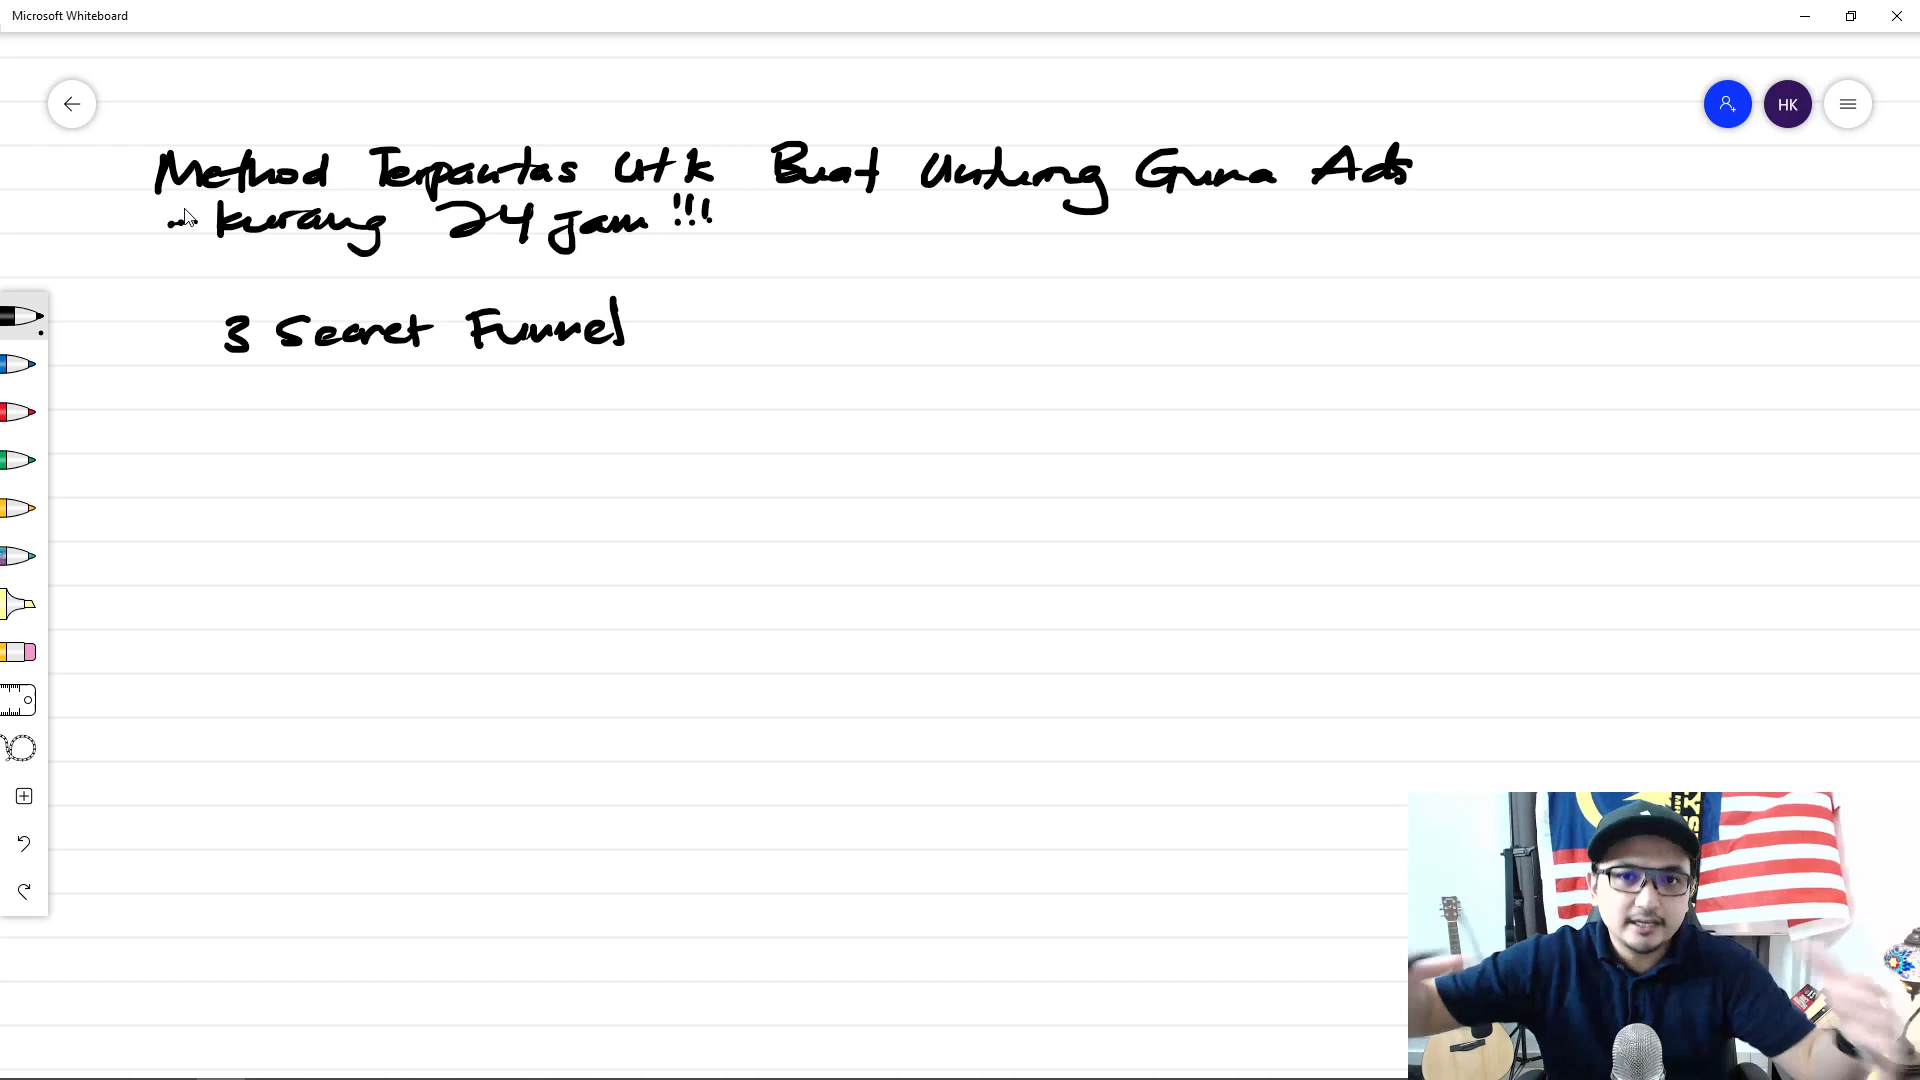 Microsoft Whiteboard
HK
Method Terpantas Utk Buat Untung Guna Ads
... kurang 24 jam !!!
3 Secret Funnel